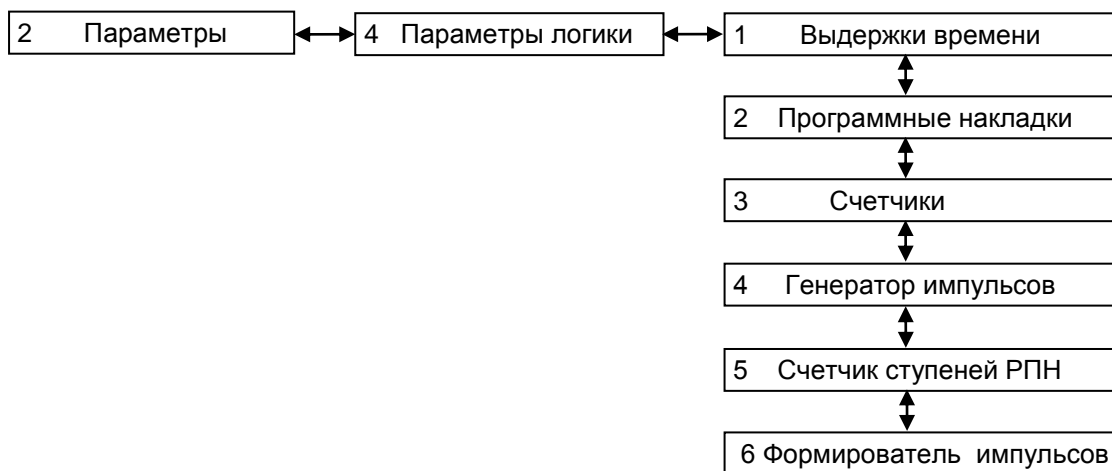 2 Параметры
4 Параметры логики
1 Выдержки времени
2 Программные накладки
3 Счетчики
4 Генератор импульсов
5 Счетчик ступеней РПН
6 Формирователь импульсов